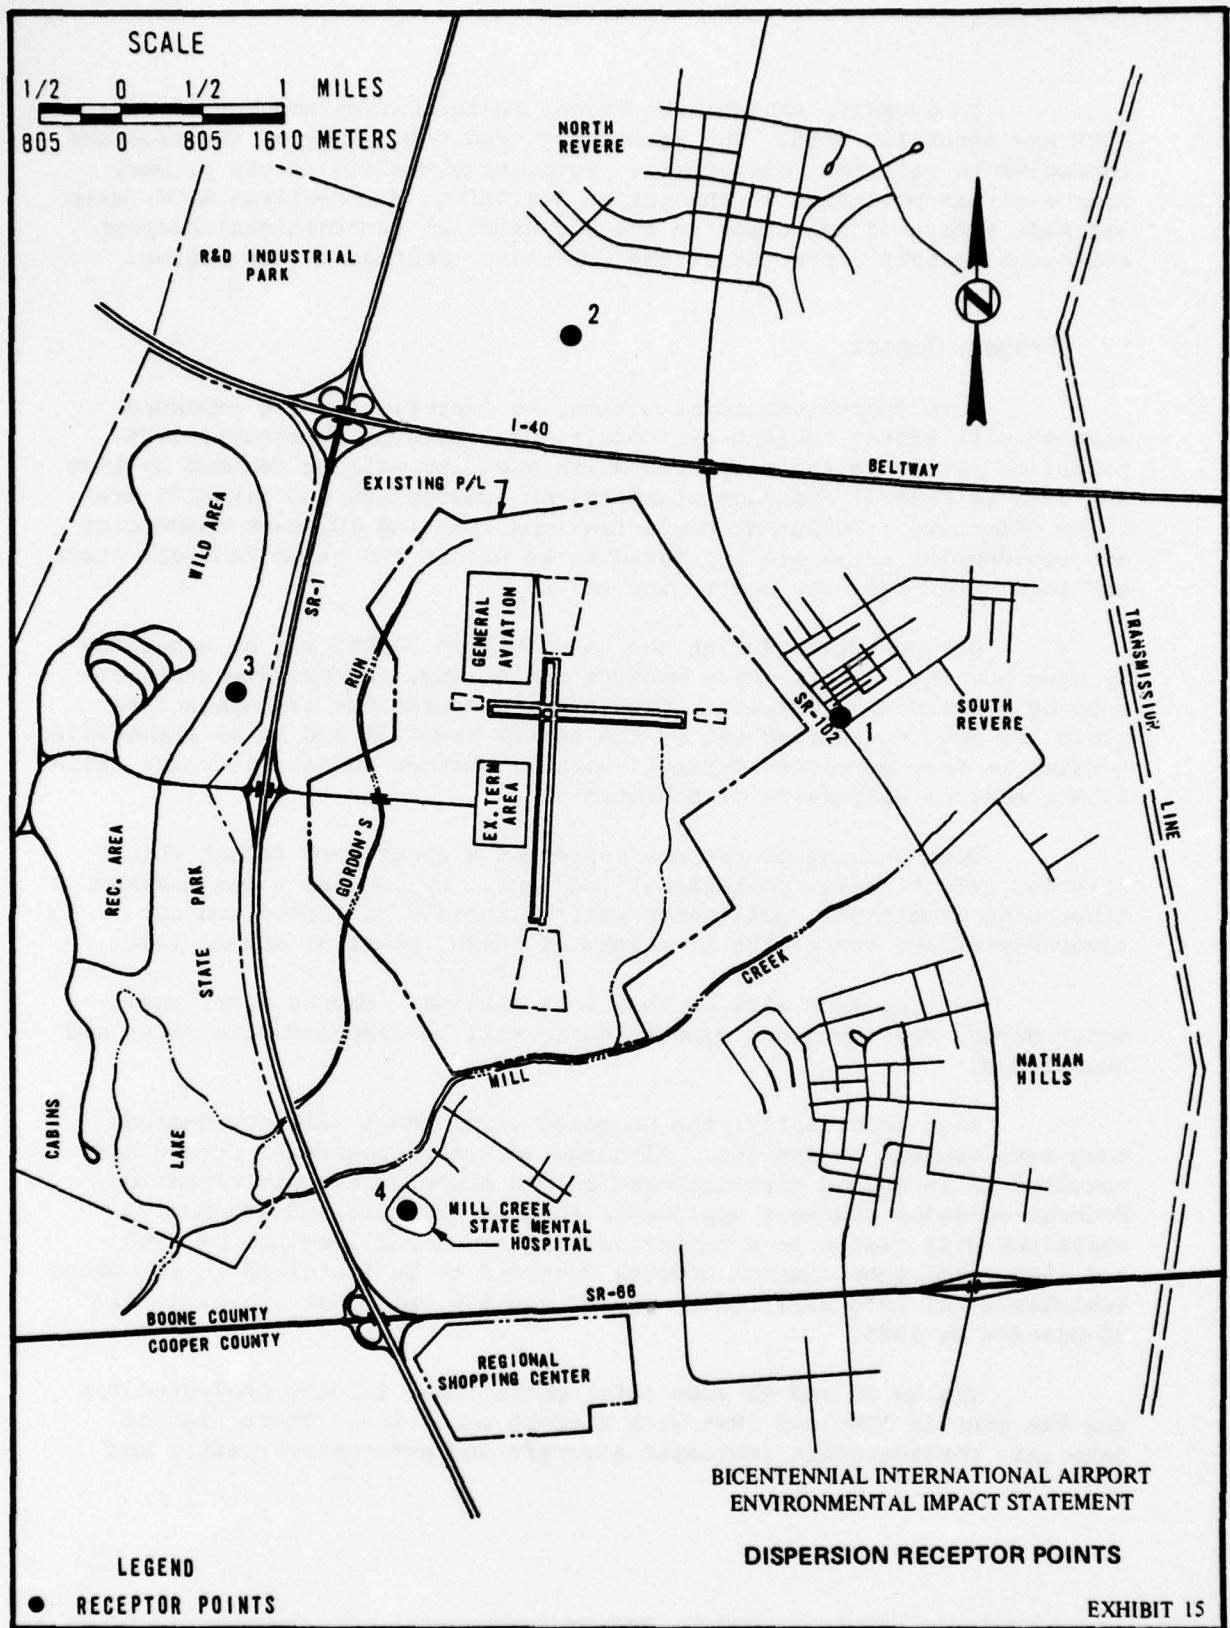 SCALE
1/2 0 1/2 1 MILES
805 0 805 1610 METERS
NORTH
REVERE
R&D INDUSTRIAL
PARK
2
N
I-40
BELTWAY
EXISTING P/L
WILD AREA
SR-1
GENERAL
AVIATION
RUN
3
TRANSMISSION
LINE
SR-102
SOUTH
REVERE
EX. TERM
AREA
GORDON'S
REC. AREA
STATE PARK
CREEK
MILL
NATHAN
HILLS
CABINS
LAKE
4
MILL CREEK
STATE MENTAL
HOSPITAL
SR-66
BOONE COUNTY
COOPER COUNTY
REGIONAL
SHOPPING CENTER
BICENTENNIAL INTERNATIONAL AIRPORT
ENVIRONMENTAL IMPACT STATEMENT
DISPERSION RECEPTOR POINTS
LEGEND
RECEPTOR POINTS
EXHIBIT 15